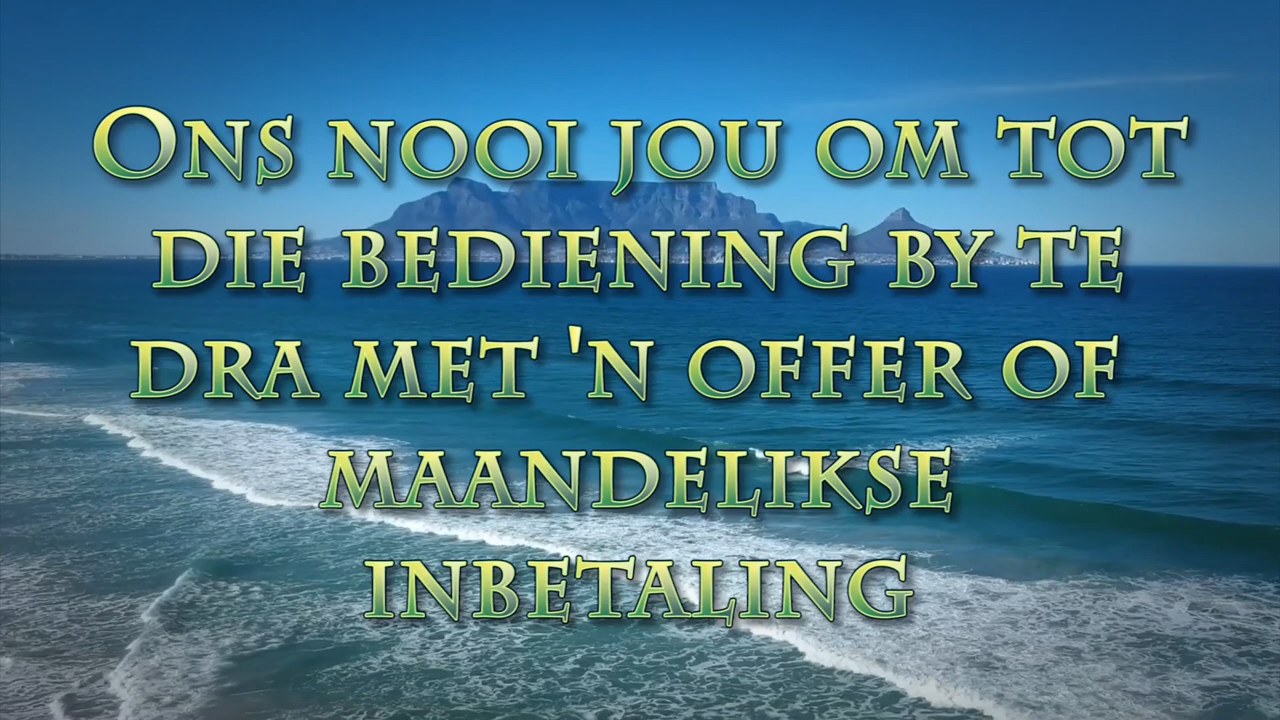 Ons nooi jou om tot
die bediening by te
dra met 'n offer of
maandelikse
inbetaling